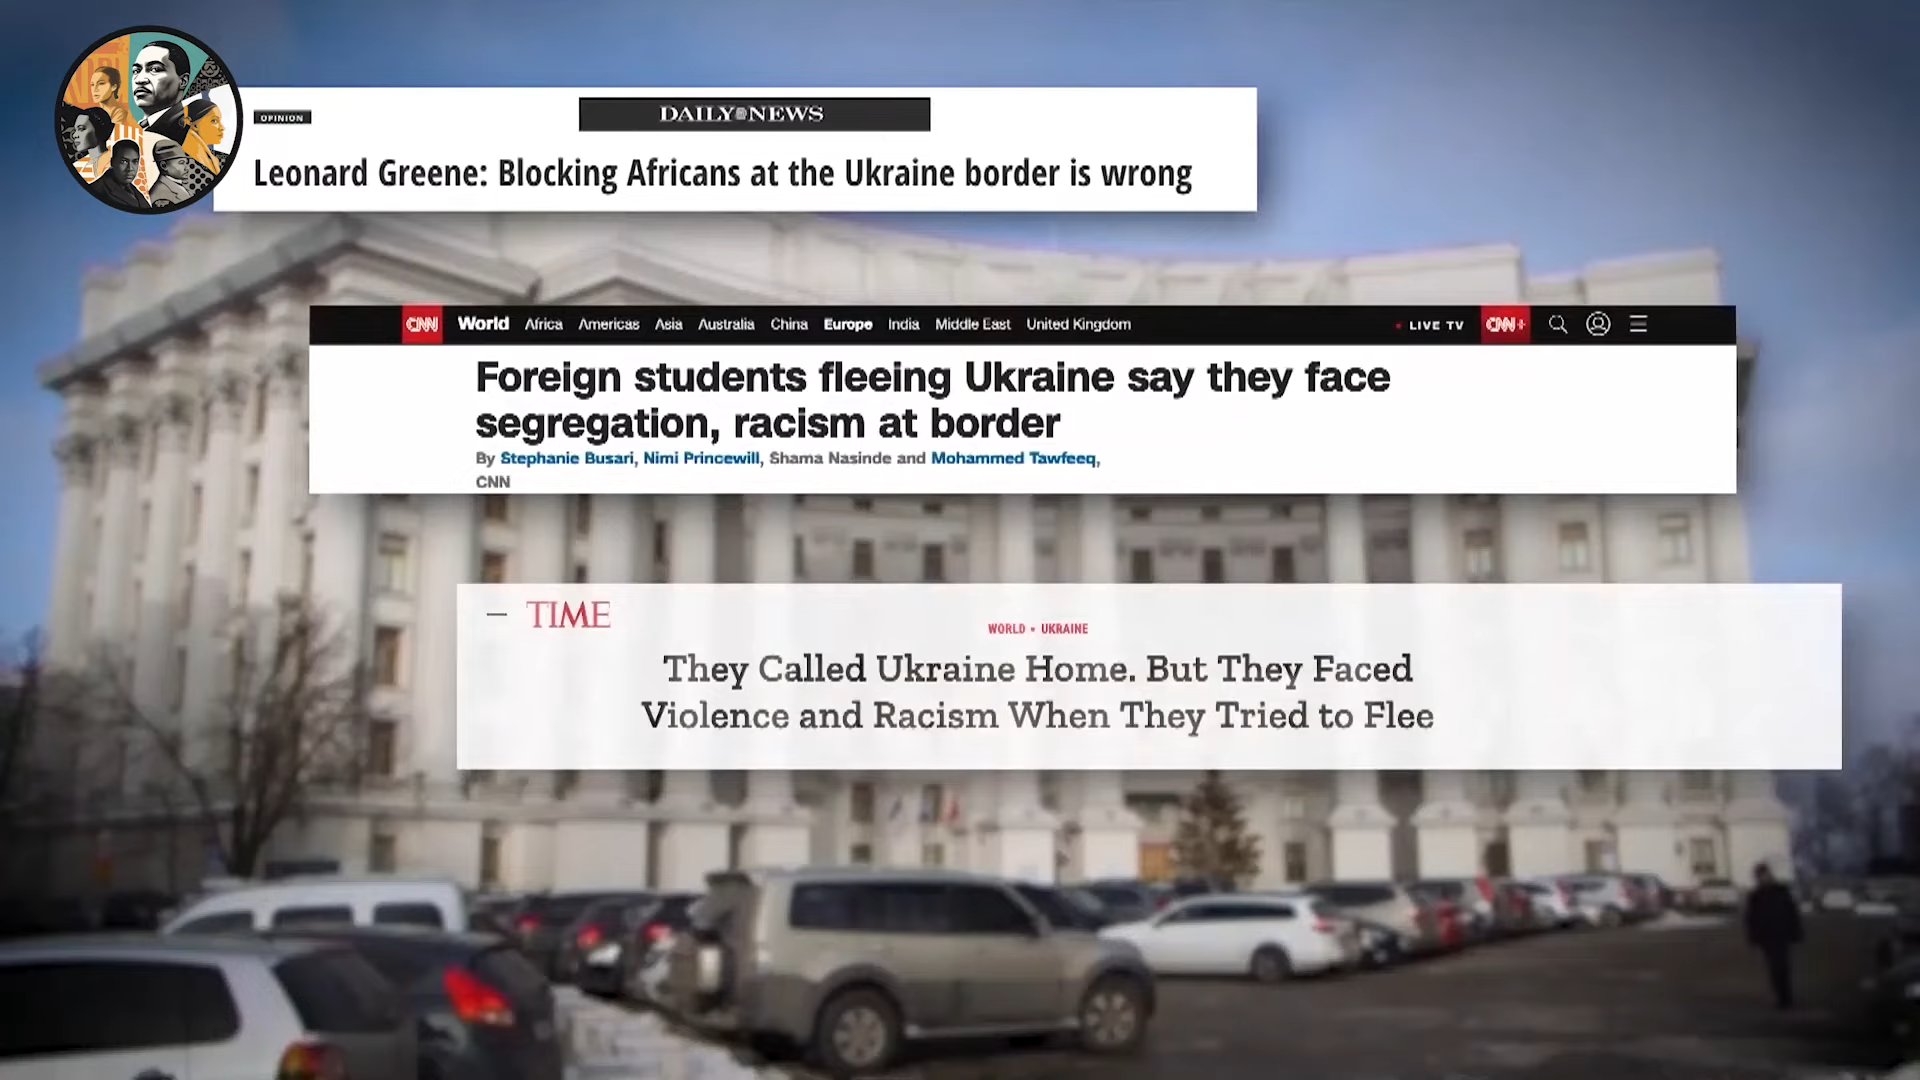 OPINION
DAILY NEWS
Leonard Greene: Blocking Africans at the Ukraine border is wrong
CNN World Africa Americas Asia Australia China Europe India Middle East United Kingdom LIVE TV CNN+
Foreign students fleeing Ukraine say they face
segregation, racism at border
By Stephanie Busari, Nimi Princewill, Shama Nasinde and Mohammed Tawfeeq,
CNN
TIME
WORLD • UKRAINE
They Called Ukraine Home. But They Faced
Violence and Racism When They Tried to Flee